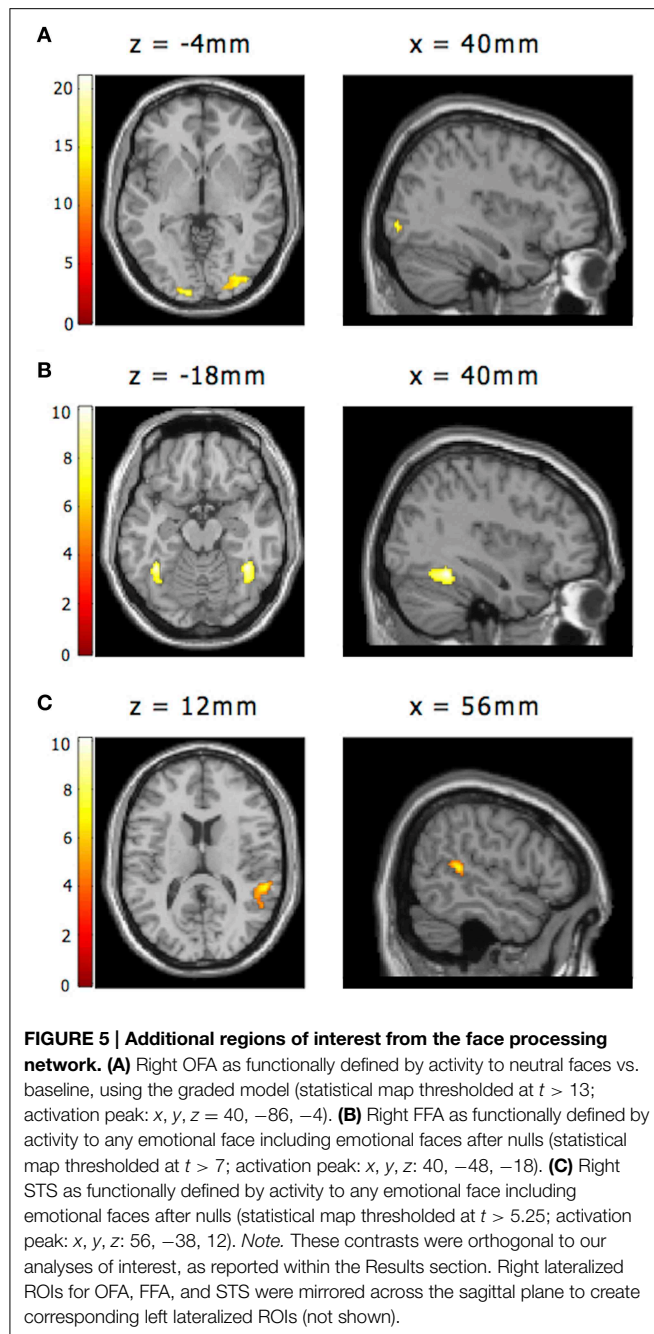 A
z = -4mm
x = 40mm
20
15
10
5
0
B
z = -18mm
x = 40mm
10
8
6
4
2
0
C
z = 12mm
x = 56mm
10
8
6
4
2
0
FIGURE 5 | Additional regions of interest from the face processing
network. (A) Right OFA as functionally defined by activity to neutral faces vs.
baseline, using the graded model (statistical map thresholded at t > 13;
activation peak: x, y, z = 40, −86, −4). (B) Right FFA as functionally defined by
activity to any emotional face including emotional faces after nulls (statistical
map thresholded at t > 7; activation peak: x, y, z: 40, −48, −18). (C) Right
STS as functionally defined by activity to any emotional face including
emotional faces after nulls (statistical map thresholded at t > 5.25; activation
peak: x, y, z: 56, −38, 12). Note. These contrasts were orthogonal to our
analyses of interest, as reported within the Results section. Right lateralized
ROIs for OFA, FFA, and STS were mirrored across the sagittal plane to create
corresponding left lateralized ROIs (not shown).